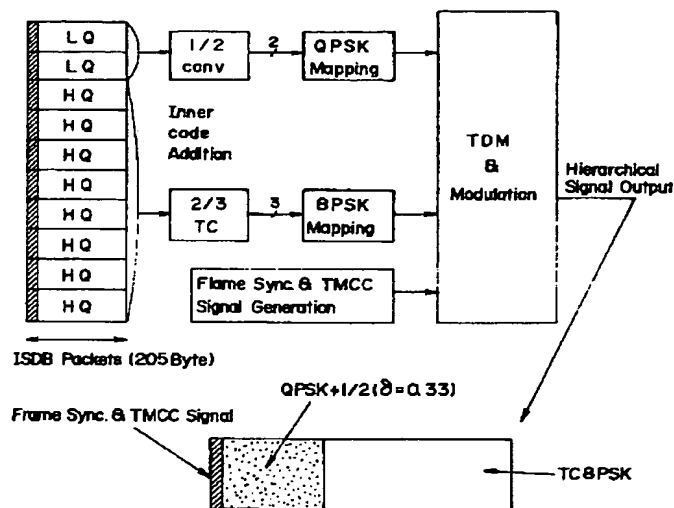 LQ
LQ
HQ
HQ
HQ
HQ
HQ
HQ
HQ
HQ
1/2
conv
2
QPSK
Mapping
Inner
code
Addition
2/3
TC
3
8PSK
Mapping
Flame Sync. & TMCC
Signal Generation
TDM
&
Modulation
Hierarchical
Signal Output
ISDB Packets (205Byte)
QPSK+1/2(∂=0.33)
Frame Sync. & TMCC Signal
TC8PSK